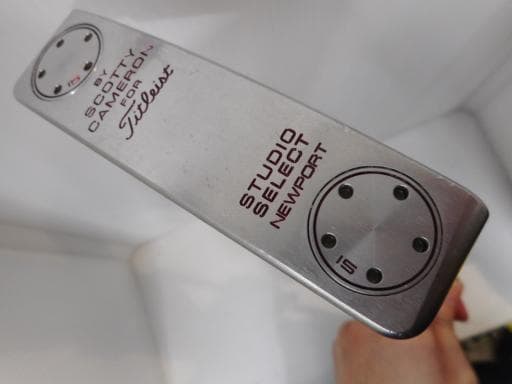 BY
SCOTTY
CAMERON
FOR
Titleist
STUDIO
SELECT
NEWPORT
15